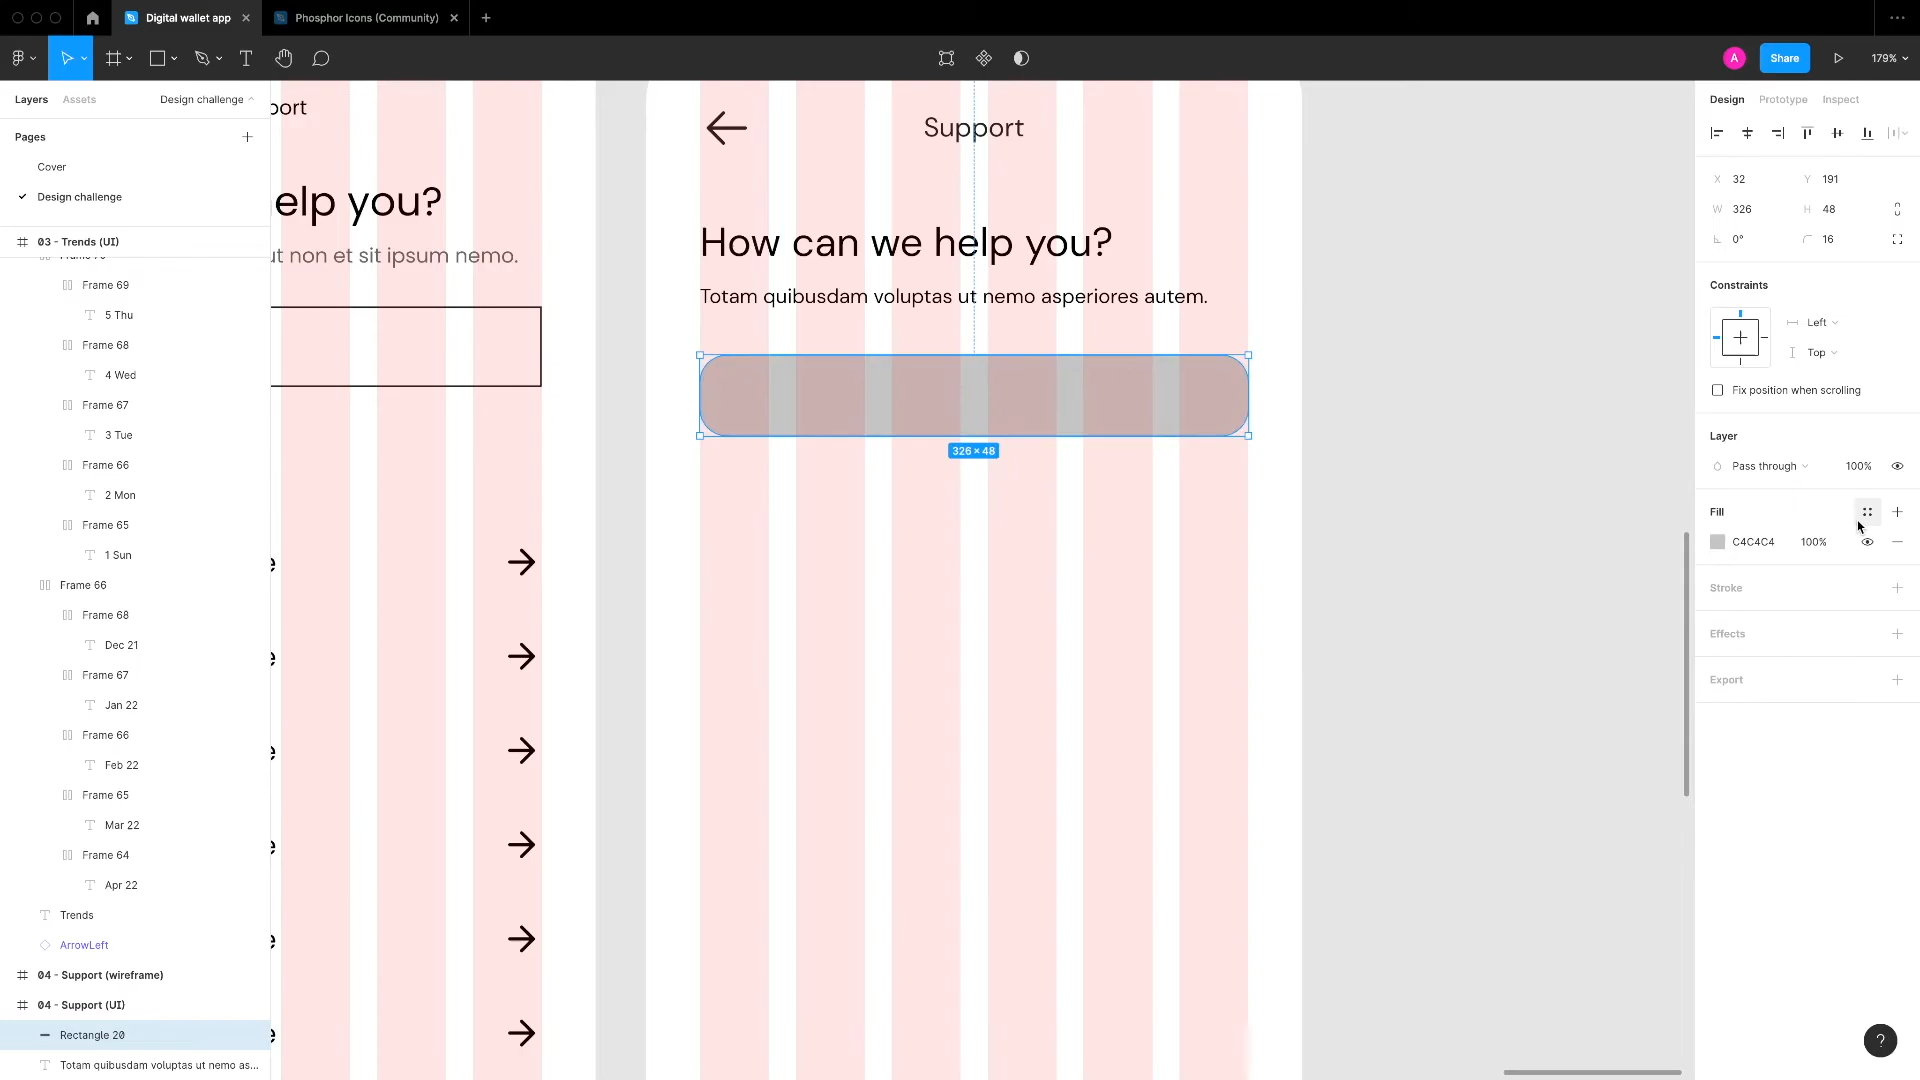 Digital wallet app
Phosphor Icons (Community)
A
Share
179%
Layers
Assets
Design challenge
Pages
Cover
Design challenge
03 - Trends (UI)
Frame 69
5 Thu
Frame 68
4 Wed
Frame 67
3 Tue
Frame 66
2 Mon
Frame 65
1 Sun
Frame 66
Frame 68
Dec 21
Frame 67
Jan 22
Frame 66
Feb 22
Frame 65
Mar 22
Frame 64
Apr 22
Trends
ArrowLeft
04 - Support (wireframe)
04 - Support (UI)
Rectangle 20
Totam quibusdam voluptas ut nemo as...
port
elp you?
ut non et sit ipsum nemo.
e
e
e
e
e
e
Support
How can we help you?
Totam quibusdam voluptas ut nemo asperiores autem.
326 × 48
Design
Prototype
Inspect
X 32
Y 191
W 326
H 48
0°
16
Constraints
Left
Top
Fix position when scrolling
Layer
Pass through
100%
Fill
C4C4C4
100%
Stroke
Effects
Export
?